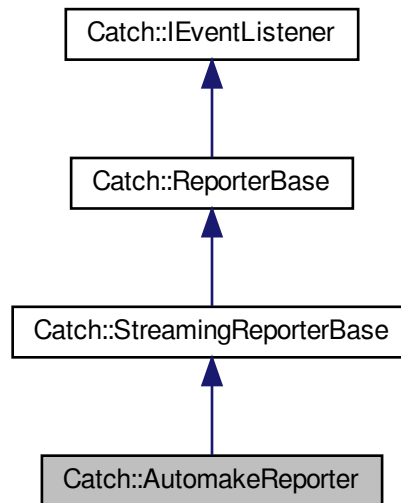 Catch::IEventListener
Catch::ReporterBase
Catch::StreamingReporterBase
Catch::AutomakeReporter